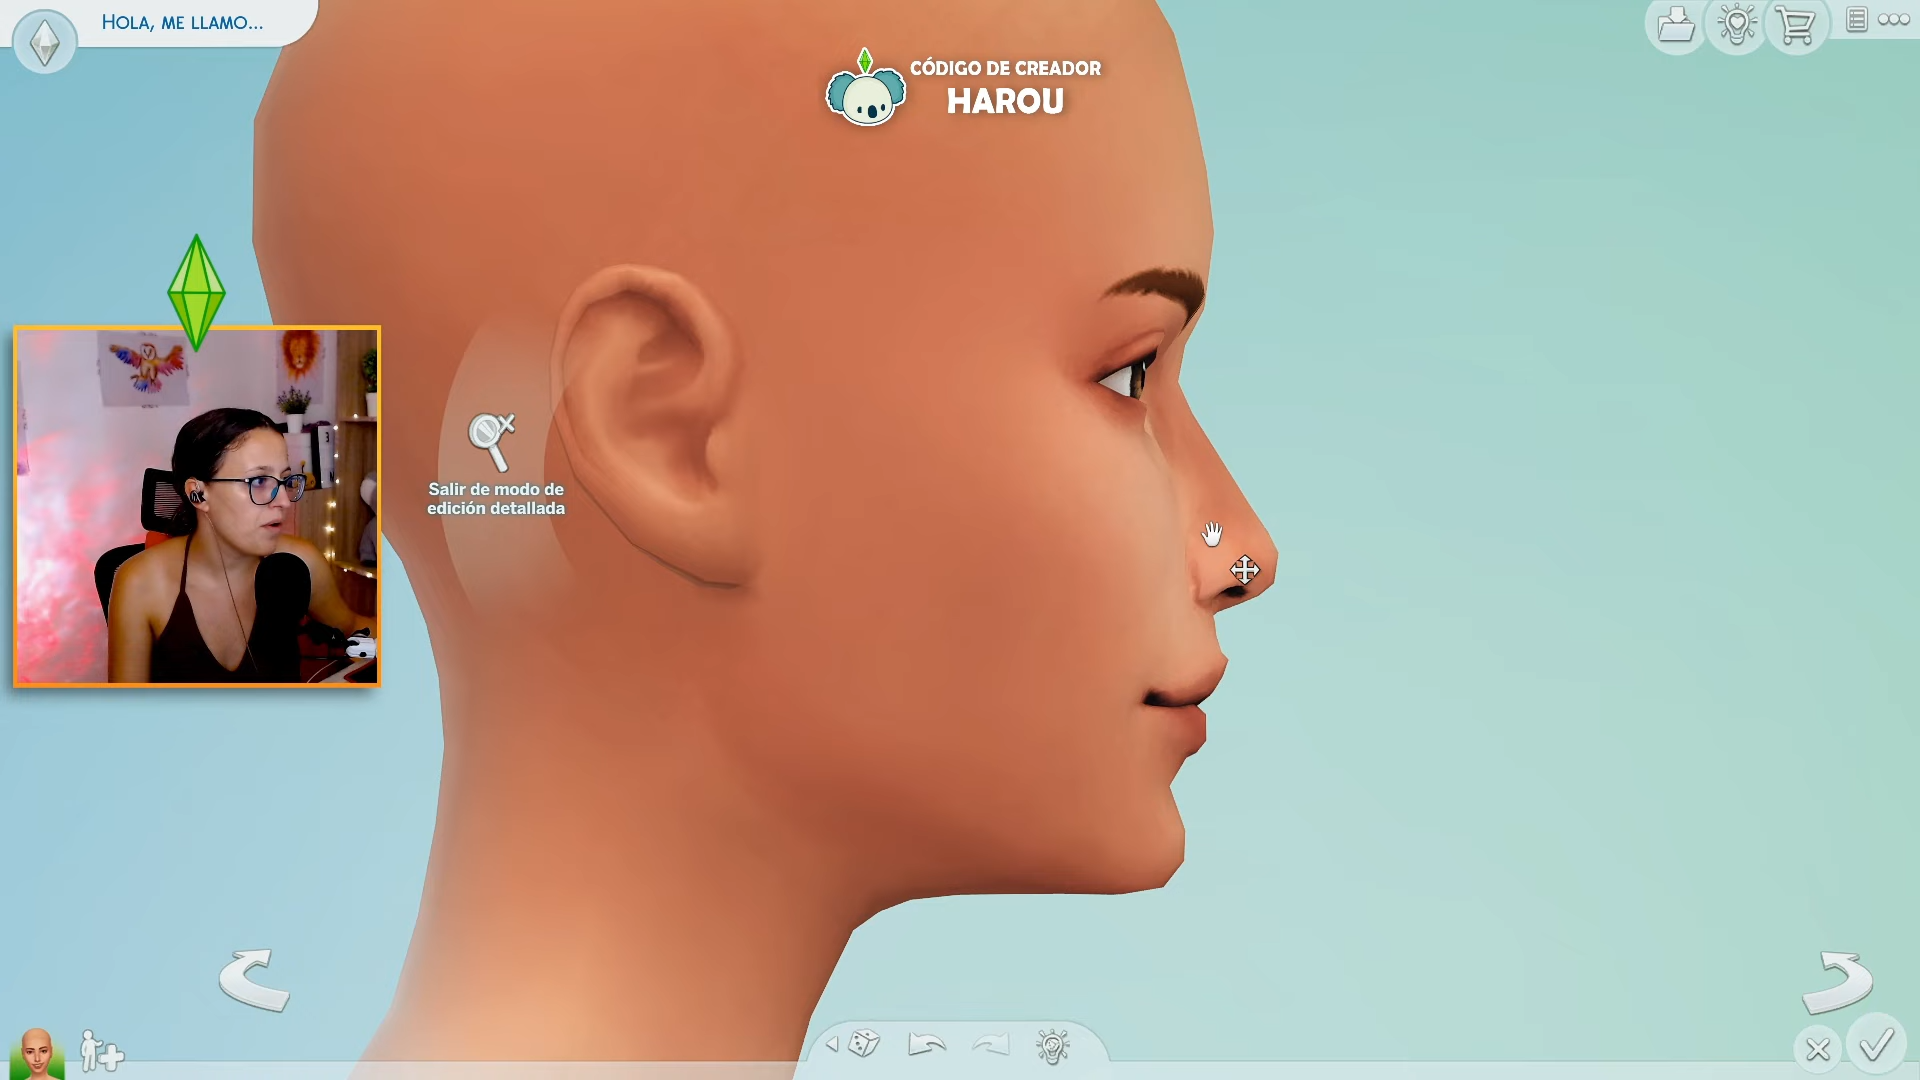 HOLA, ME LLAMO...
CÓDIGO DE CREADOR
HAROU
Salir de modo de
edición detallada